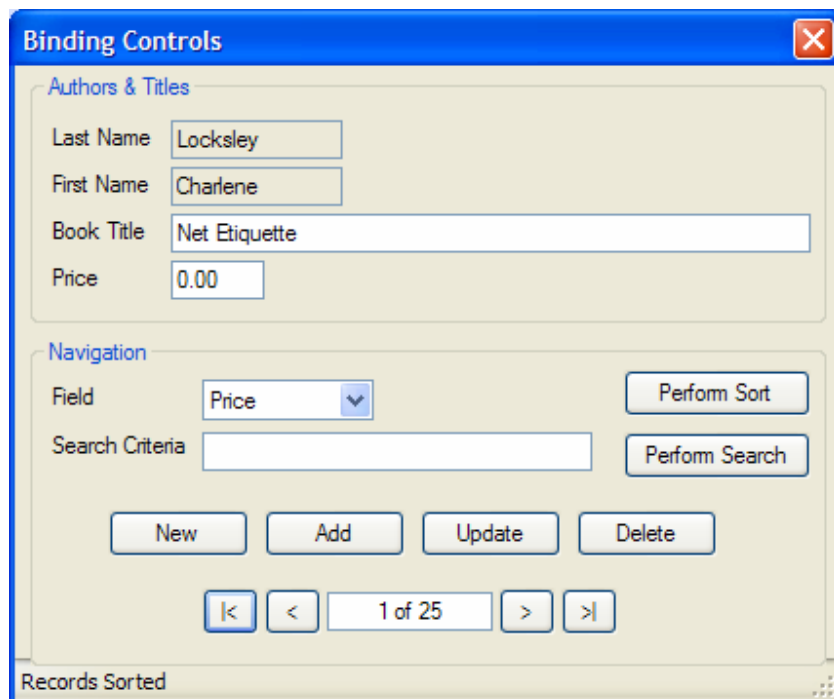 Binding Controls
Authors & Titles
Last Name Locksley
First Name Charlene
Book Title Net Etiquette
Price 0.00
Navigation
Field Price Perform Sort
Search Criteria Perform Search
New Add Update Delete
|< < 1 of 25 > >|
Records Sorted